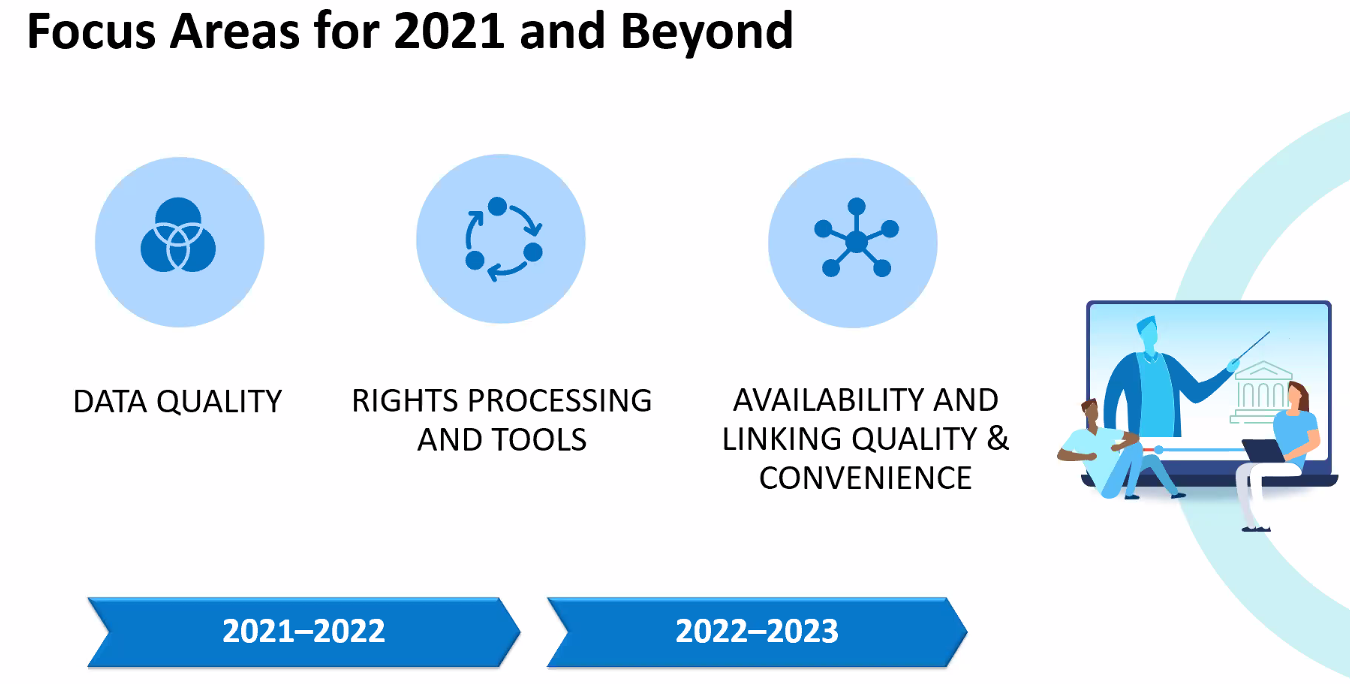 Focus Areas for 2021 and Beyond
DATA QUALITY
RIGHTS PROCESSING
AND TOOLS
AVAILABILITY AND
LINKING QUALITY &
CONVENIENCE
2021–2022
2022–2023